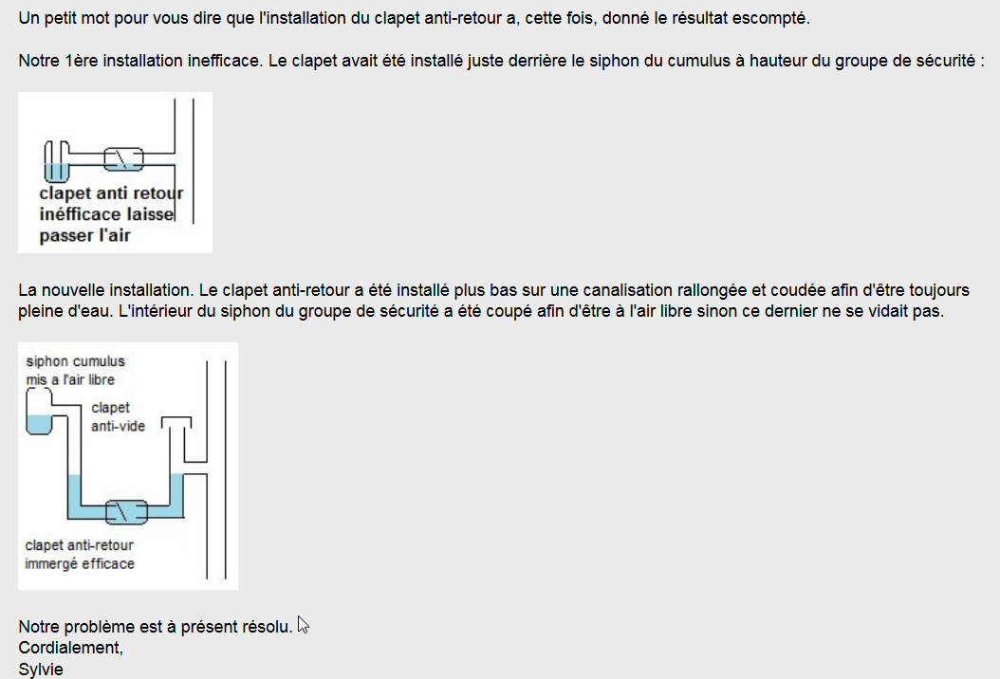 Un petit mot pour vous dire que l'installation du clapet anti-retour a, cette fois, donné le résultat escompté.
Notre 1ère installation inefficace. Le clapet avait été installé juste derrière le siphon du cumulus à hauteur du groupe de sécurité :
clapet anti retour
inéfficace laisse
passer l'air
La nouvelle installation. Le clapet anti-retour a été installé plus bas sur une canalisation rallongée et coudée afin d'être toujours
pleine d'eau. L'intérieur du siphon du groupe de sécurité a été coupé afin d'être à l'air libre sinon ce dernier ne se vidait pas.
siphon cumulus
mis a l'air libre
clapet
anti-vide
clapet anti-retour
immergé efficace
Notre problème est à présent résolu.
Cordialement,
Sylvie